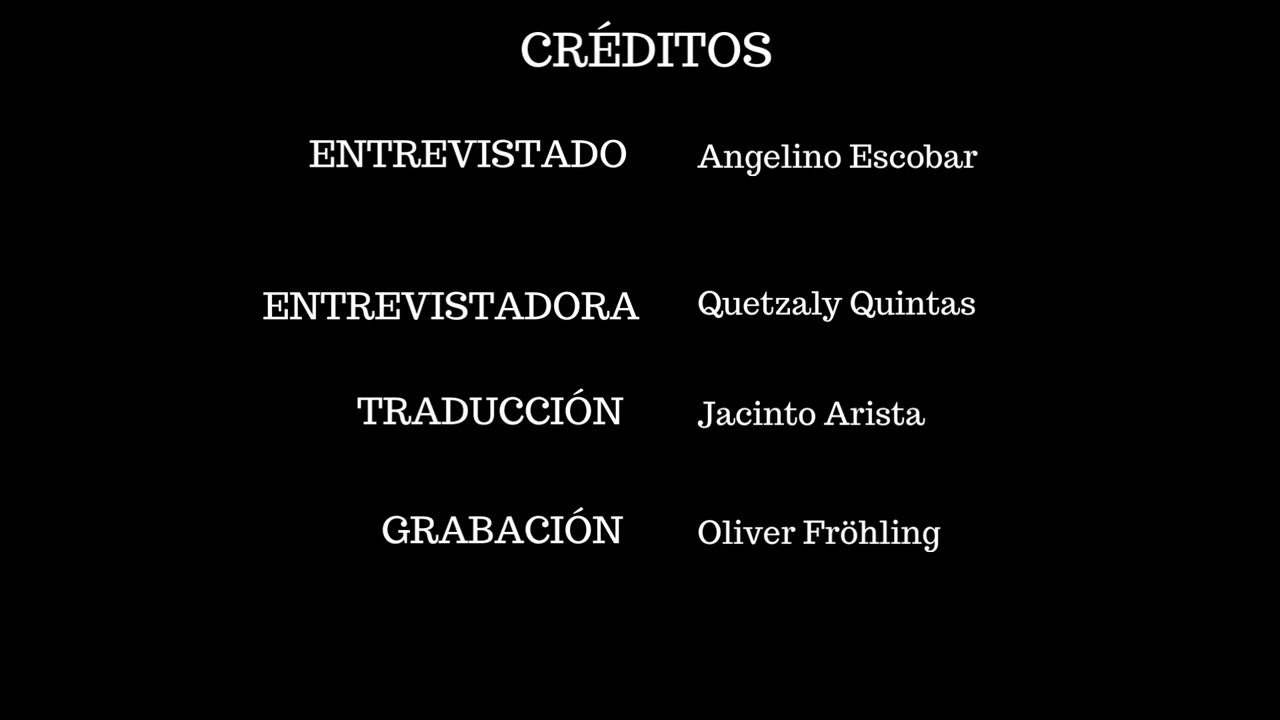 CRÉDITOS
ENTREVISTADO Angelino Escobar
ENTREVISTADORA Quetzaly Quintas
TRADUCCIÓN Jacinto Arista
GRABACIÓN Oliver Fröhling